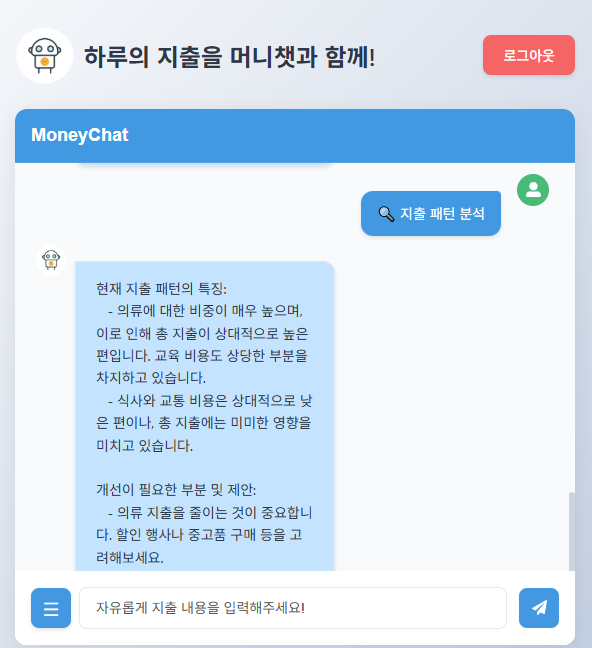 하루의 지출을 머니챗과 함께!
로그아웃
MoneyChat
지출 패턴 분석
현재 지출 패턴의 특징:
- 의류에 대한 비중이 매우 높으며,
이로 인해 총 지출이 상대적으로 높은
편입니다. 교육 비용도 상당한 부분을
차지하고 있습니다.
- 식사와 교통 비용은 상대적으로 낮
은 편이나, 총 지출에는 미미한 영향을
미치고 있습니다.
개선이 필요한 부분 및 제안:
- 의류 지출을 줄이는 것이 중요합니
다. 할인 행사나 중고품 구매 등을 고
려해보세요.
자유롭게 지출 내용을 입력해주세요!